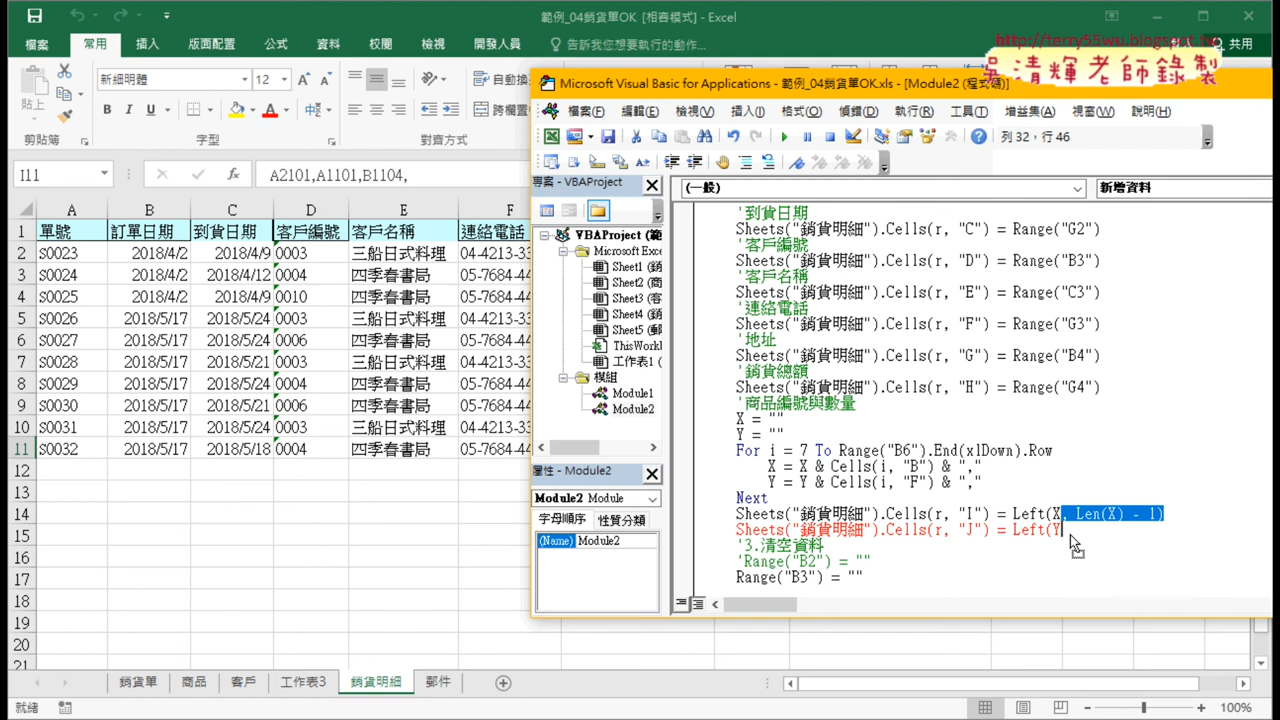 範例_04銷貨單OK [相容模式] - Excel
檔案 常用 插入 版面配置 公式 資料 校閱 檢視 開發人員 告訴我您想要執行的動作... 共用
http://terry55wu.blogspot.tw
吳清輝老師錄製
新細明體 12
貼上
B I U
剪貼簿 字型 對齊方式
自動換
跨欄置
Microsoft Visual Basic for Applications - 範例_04銷貨單OK.xls - [Module2 (程式碼)]
檔案(F) 編輯(E) 檢視(V) 插入(I) 格式(O) 偵錯(D) 執行(R) 工具(T) 增益集(A) 視窗(W) 說明(H)
列 32，行 46
I11 A2101,A1101,B1104,
專案 - VBAProject
(一般) 新增資料
VBAProject (範
Microsoft Exce
Sheet1 (銷
Sheet2 (商
Sheet3 (客
Sheet4 (銷
Sheet5 (郵
ThisWorkl
工作表1 (
模組
Module1
Module2
屬性 - Module2
Module2 Module
字母順序 性質分類
(Name) Module2
A B C D E F
1 單號 訂單日期 到貨日期 客戶編號 客戶名稱 連絡電話
2 S0023 2018/4/2 2018/4/9 0003 三船日式料理 04-4213-33
3 S0024 2018/4/2 2018/4/12 0004 四季春書局 05-7684-44
4 S0025 2018/4/2 2018/4/9 0010 四季春書局 05-7684-44
5 S0026 2018/5/17 2018/5/24 0003 三船日式料理 04-4213-33
6 S0027 2018/5/17 2018/5/24 0006 四季春書局 05-7684-44
7 S0028 2018/5/17 2018/5/21 0003 三船日式料理 04-4213-33
8 S0029 2018/5/17 2018/5/24 0004 四季春書局 05-7684-44
9 S0030 2018/5/17 2018/5/21 0006 四季春書局 05-7684-44
10 S0031 2018/5/17 2018/5/24 0003 三船日式料理 04-4213-33
11 S0032 2018/5/17 2018/5/18 0004 四季春書局 05-7684-44
12
13
14
15
16
17
18
19
20
21
'到貨日期
Sheets("銷貨明細").Cells(r, "C") = Range("G2")
'客戶編號
Sheets("銷貨明細").Cells(r, "D") = Range("B3")
'客戶名稱
Sheets("銷貨明細").Cells(r, "E") = Range("C3")
'連絡電話
Sheets("銷貨明細").Cells(r, "F") = Range("G3")
'地址
Sheets("銷貨明細").Cells(r, "G") = Range("B4")
'銷貨總額
Sheets("銷貨明細").Cells(r, "H") = Range("G4")
'商品編號與數量
X = ""
Y = ""
For i = 7 To Range("B6").End(xlDown).Row
X = X & Cells(i, "B") & ","
Y = Y & Cells(i, "F") & ","
Next
Sheets("銷貨明細").Cells(r, "I") = Left(X, Len(X) - 1)
Sheets("銷貨明細").Cells(r, "J") = Left(Y
'3.清空資料
'Range("B2") = ""
Range("B3") = ""
銷貨單 商品 客戶 工作表3 銷貨明細 郵件
就緒 100%